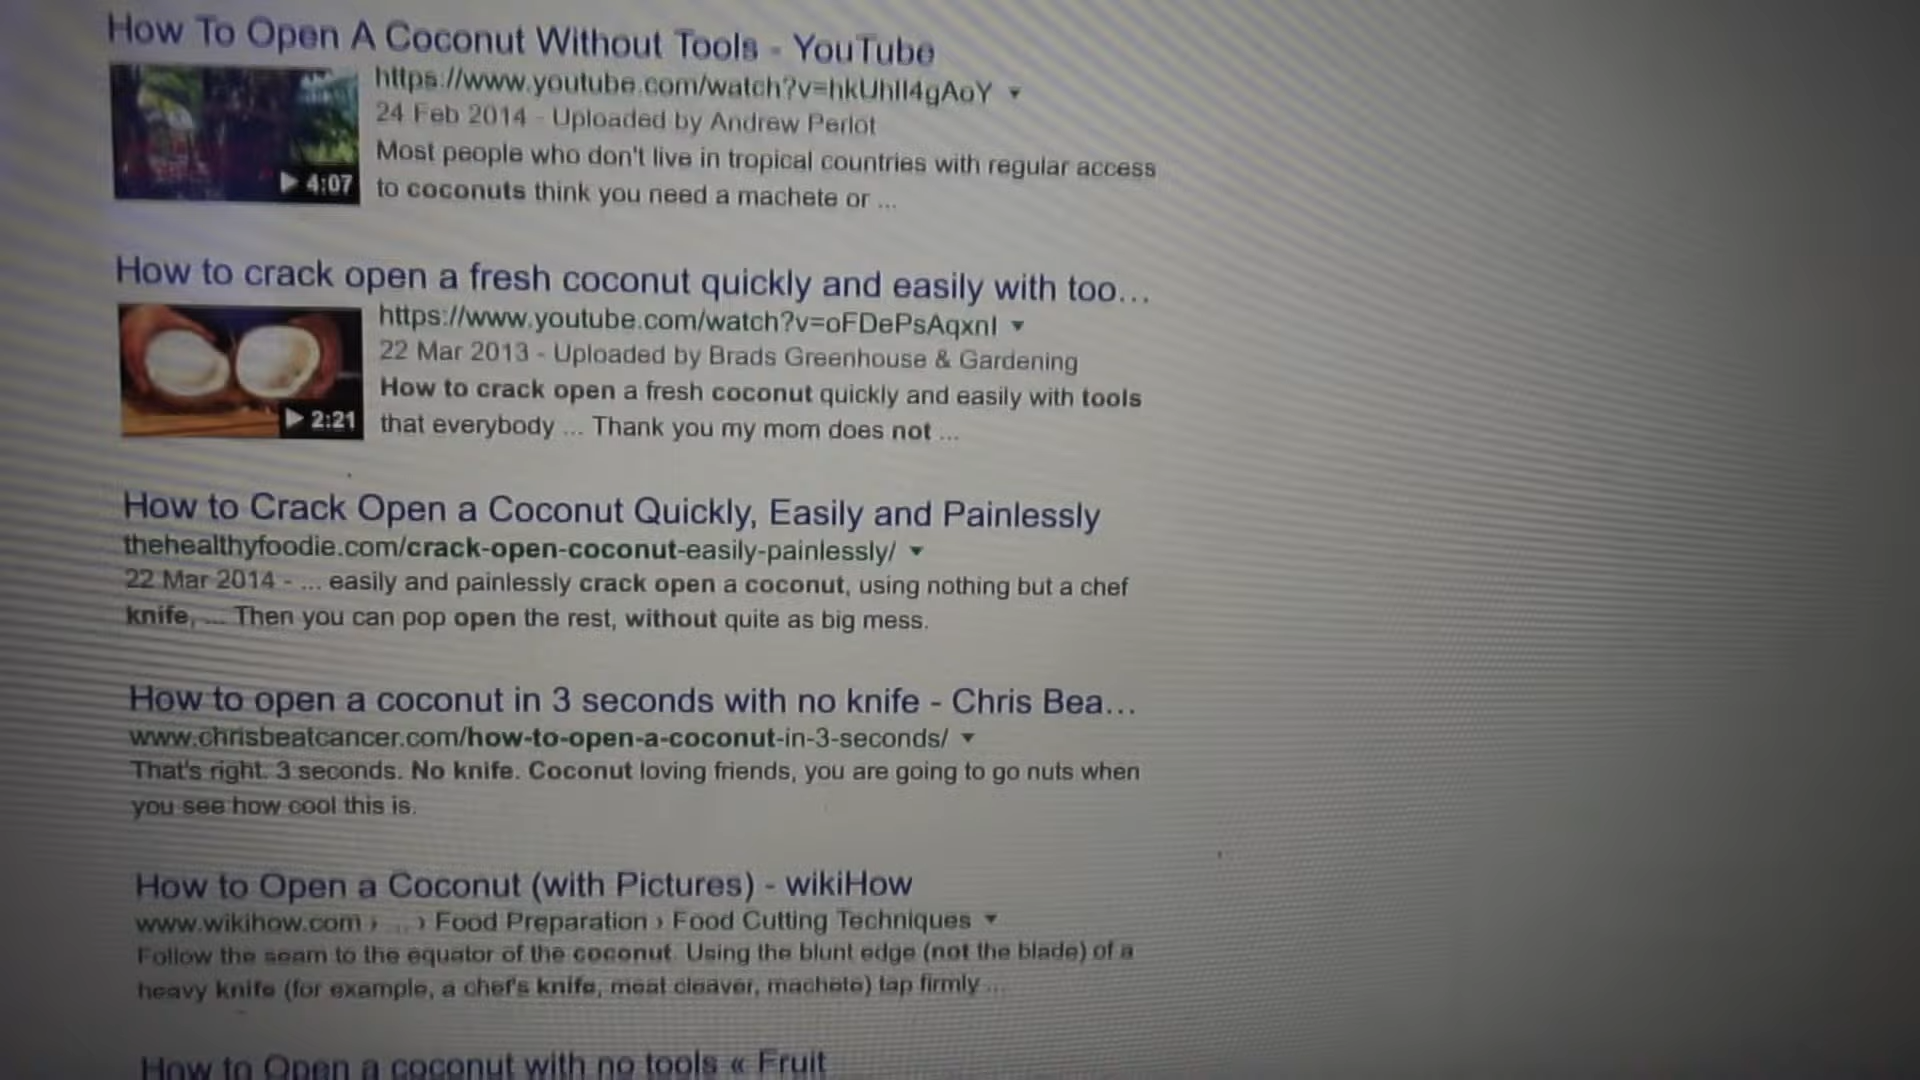 How To Open A Coconut Without Tools - YouTube
https://www.youtube.com/watch?v=hkUhII4gAoY
24 Feb 2014 - Uploaded by Andrew Perlot
Most people who don't live in tropical countries with regular access
to coconuts think you need a machete or ...
4:07
How to crack open a fresh coconut quickly and easily with too...
https://www.youtube.com/watch?v=oFDePsAqxnI
22 Mar 2013 - Uploaded by Brads Greenhouse & Gardening
How to crack open a fresh coconut quickly and easily with tools
that everybody ... Thank you my mom does not ...
2:21
How to Crack Open a Coconut Quickly, Easily and Painlessly
thehealthyfoodie.com/crack-open-coconut-easily-painlessly/
22 Mar 2014 - ... easily and painlessly crack open a coconut, using nothing but a chef
knife, ... Then you can pop open the rest, without quite as big mess.
How to open a coconut in 3 seconds with no knife - Chris Bea...
www.chrisbeatcancer.com/how-to-open-a-coconut-in-3-seconds/
That's right. 3 seconds. No knife. Coconut loving friends, you are going to go nuts when
you see how cool this is.
How to Open a Coconut (with Pictures) - wikiHow
www.wikihow.com › ... › Food Preparation › Food Cutting Techniques
Follow the seam to the equator of the coconut. Using the blunt edge (not the blade) of a
heavy knife (for example, a chef's knife, meat cleaver, machete) tap firmly ...
How to Open a coconut with no tools « Fruit